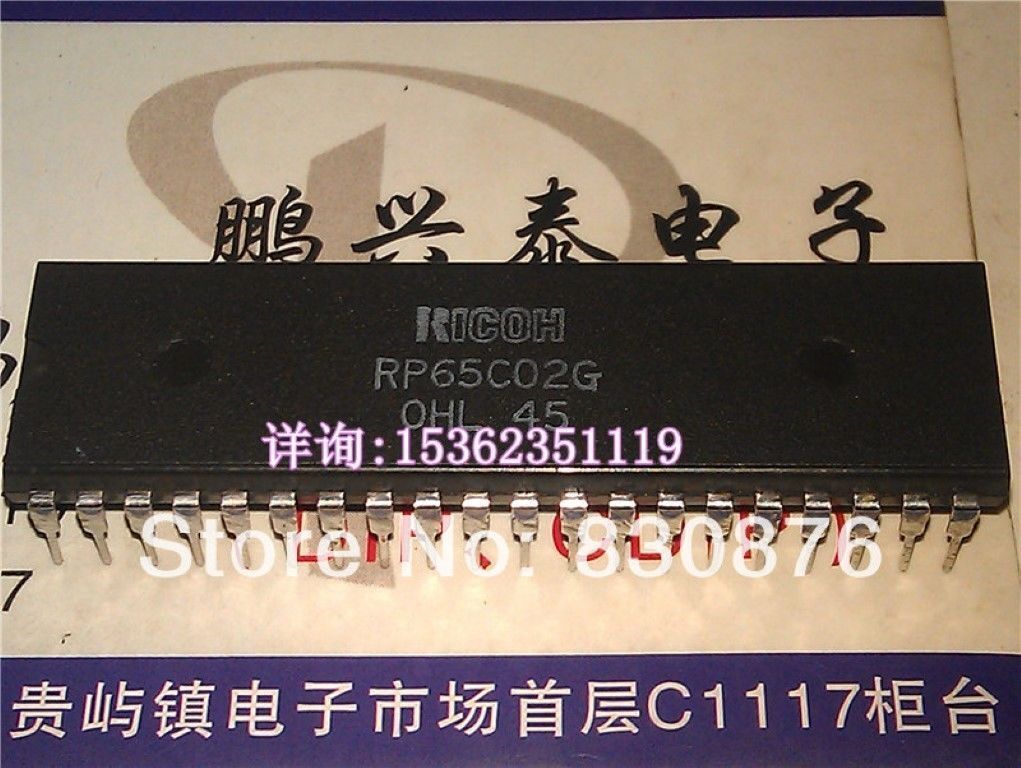 鹏兴泰电子
RICOH
RP65C02G
0HL 45
详询:15362351119
Store No: 830876
7
贵屿镇电子市场首层C1117柜台